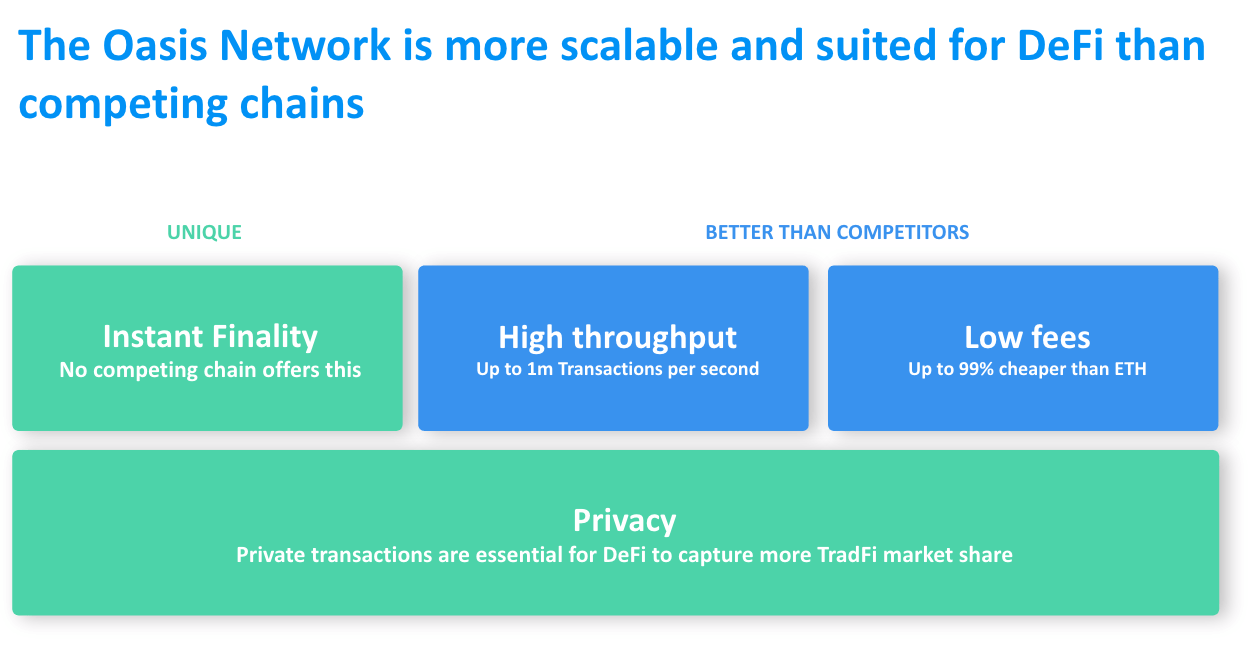 The Oasis Network is more scalable and suited for DeFi than
competing chains
UNIQUE
BETTER THAN COMPETITORS
Instant Finality
No competing chain offers this
High throughput
Up to 1m Transactions per second
Low fees
Up to 99% cheaper than ETH
Privacy
Private transactions are essential for DeFi to capture more TradFi market share